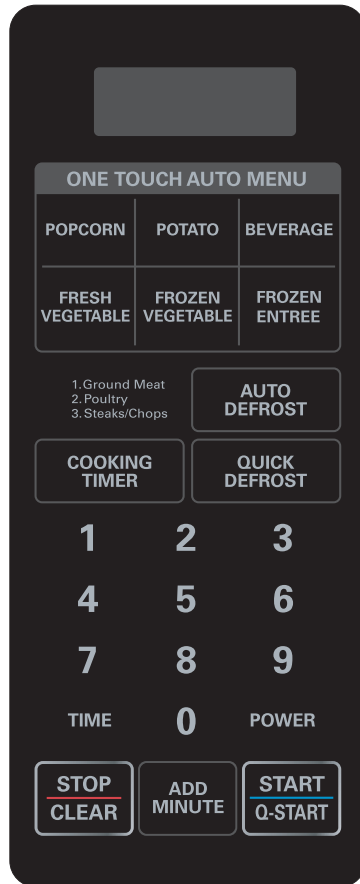 ONE TOUCH AUTO MENU
POPCORN
POTATO
BEVERAGE
FRESH
VEGETABLE
FROZEN
VEGETABLE
FROZEN
ENTREE
1.Ground Meat
2.Poultry
3.Steaks/Chops
AUTO
DEFROST
COOKING
TIMER
QUICK
DEFROST
1 2 3
4 5 6
7 8 9
TIME 0 POWER
STOP
CLEAR
ADD
MINUTE
START
Q-START